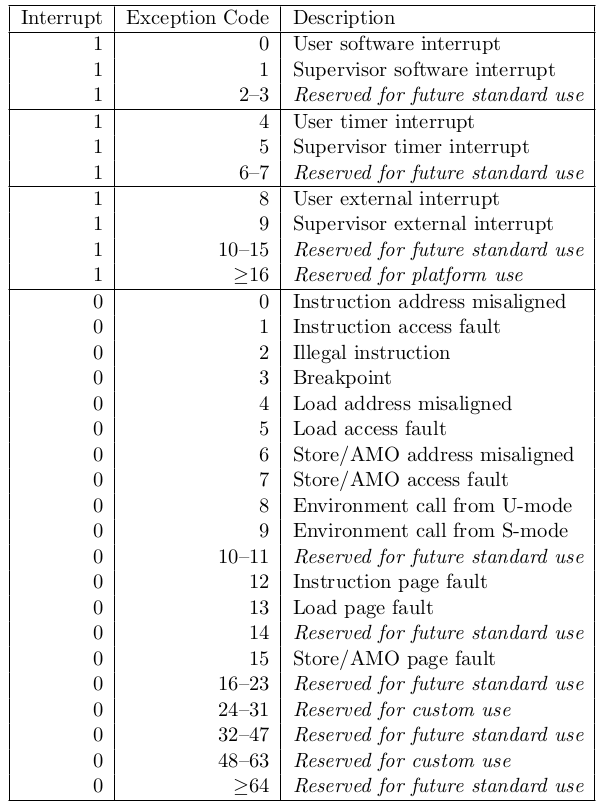 Interrupt Exception Code Description
1 0 User software interrupt
1 1 Supervisor software interrupt
1 2–3 Reserved for future standard use
1 4 User timer interrupt
1 5 Supervisor timer interrupt
1 6–7 Reserved for future standard use
1 8 User external interrupt
1 9 Supervisor external interrupt
1 10–15 Reserved for future standard use
1 ≥16 Reserved for platform use
0 0 Instruction address misaligned
0 1 Instruction access fault
0 2 Illegal instruction
0 3 Breakpoint
0 4 Load address misaligned
0 5 Load access fault
0 6 Store/AMO address misaligned
0 7 Store/AMO access fault
0 8 Environment call from U-mode
0 9 Environment call from S-mode
0 10–11 Reserved for future standard use
0 12 Instruction page fault
0 13 Load page fault
0 14 Reserved for future standard use
0 15 Store/AMO page fault
0 16–23 Reserved for future standard use
0 24–31 Reserved for custom use
0 32–47 Reserved for future standard use
0 48–63 Reserved for custom use
0 ≥64 Reserved for future standard use